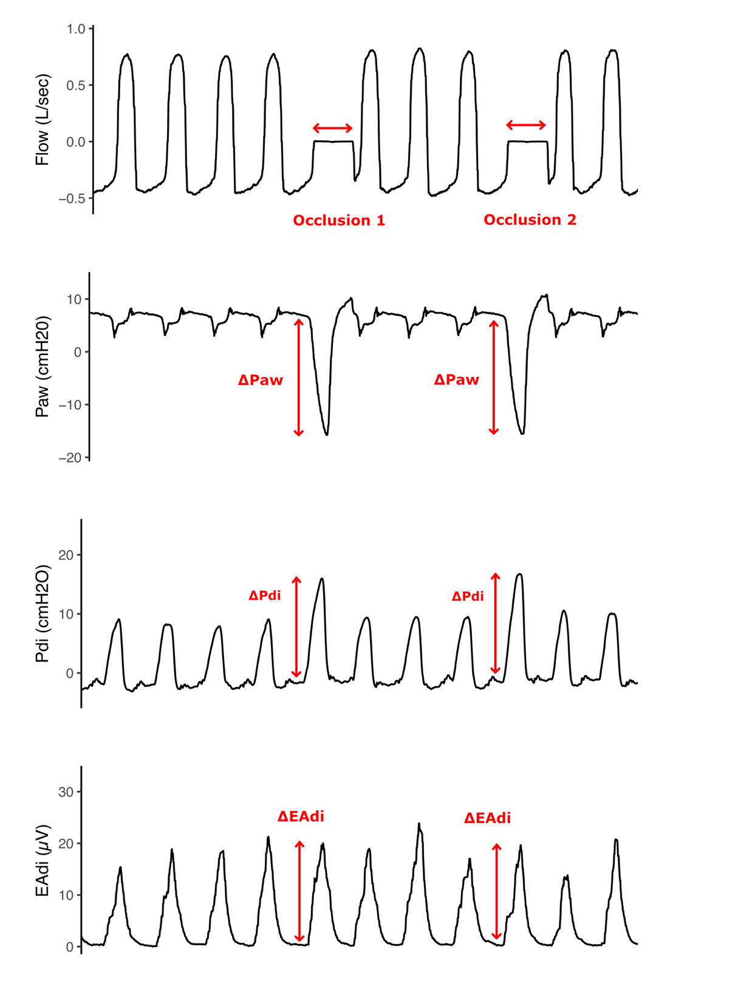 Flow (L/sec)
1.0
0.5
0.0
−0.5
Occlusion 1
Occlusion 2
Paw (cmH20)
10
0
−10
−20
ΔPaw
ΔPaw
Pdi (cmH2O)
20
10
0
ΔPdi
ΔPdi
EAdi (μV)
30
20
10
0
ΔEAdi
ΔEAdi